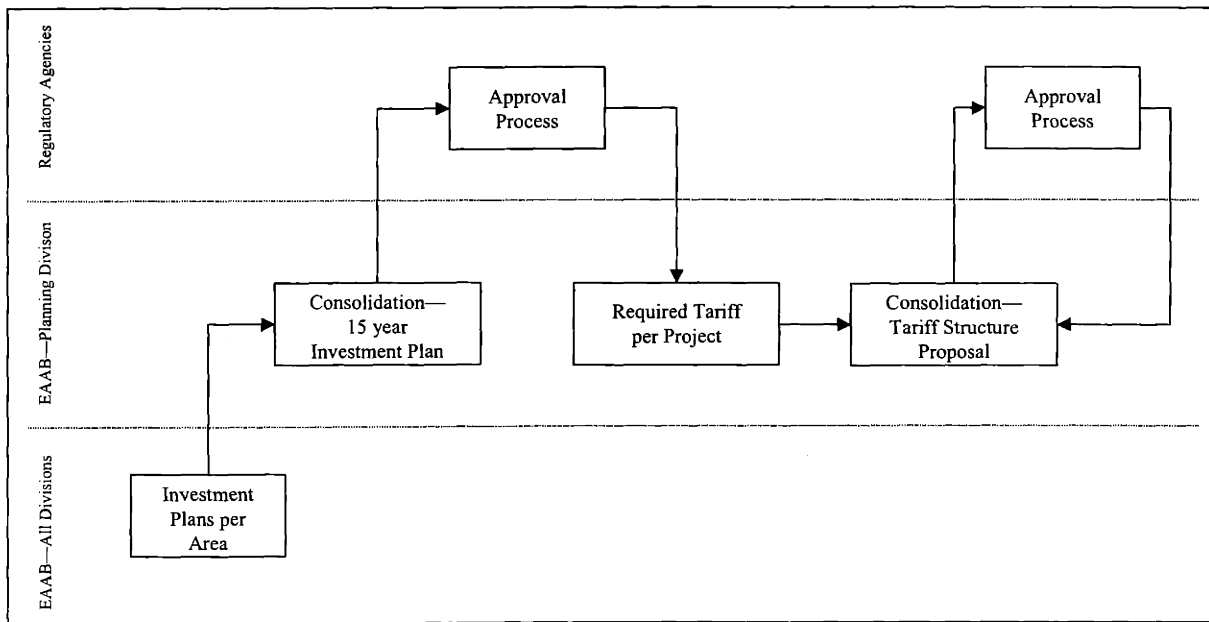 Regulatory Agencies
Approval
Process
Approval
Process
EAAB—Planning Divison
Consolidation—
15 year
Investment Plan
Required Tariff
per Project
Consolidation—
Tariff Structure
Proposal
EAAB—All Divisions
Investment
Plans per
Area